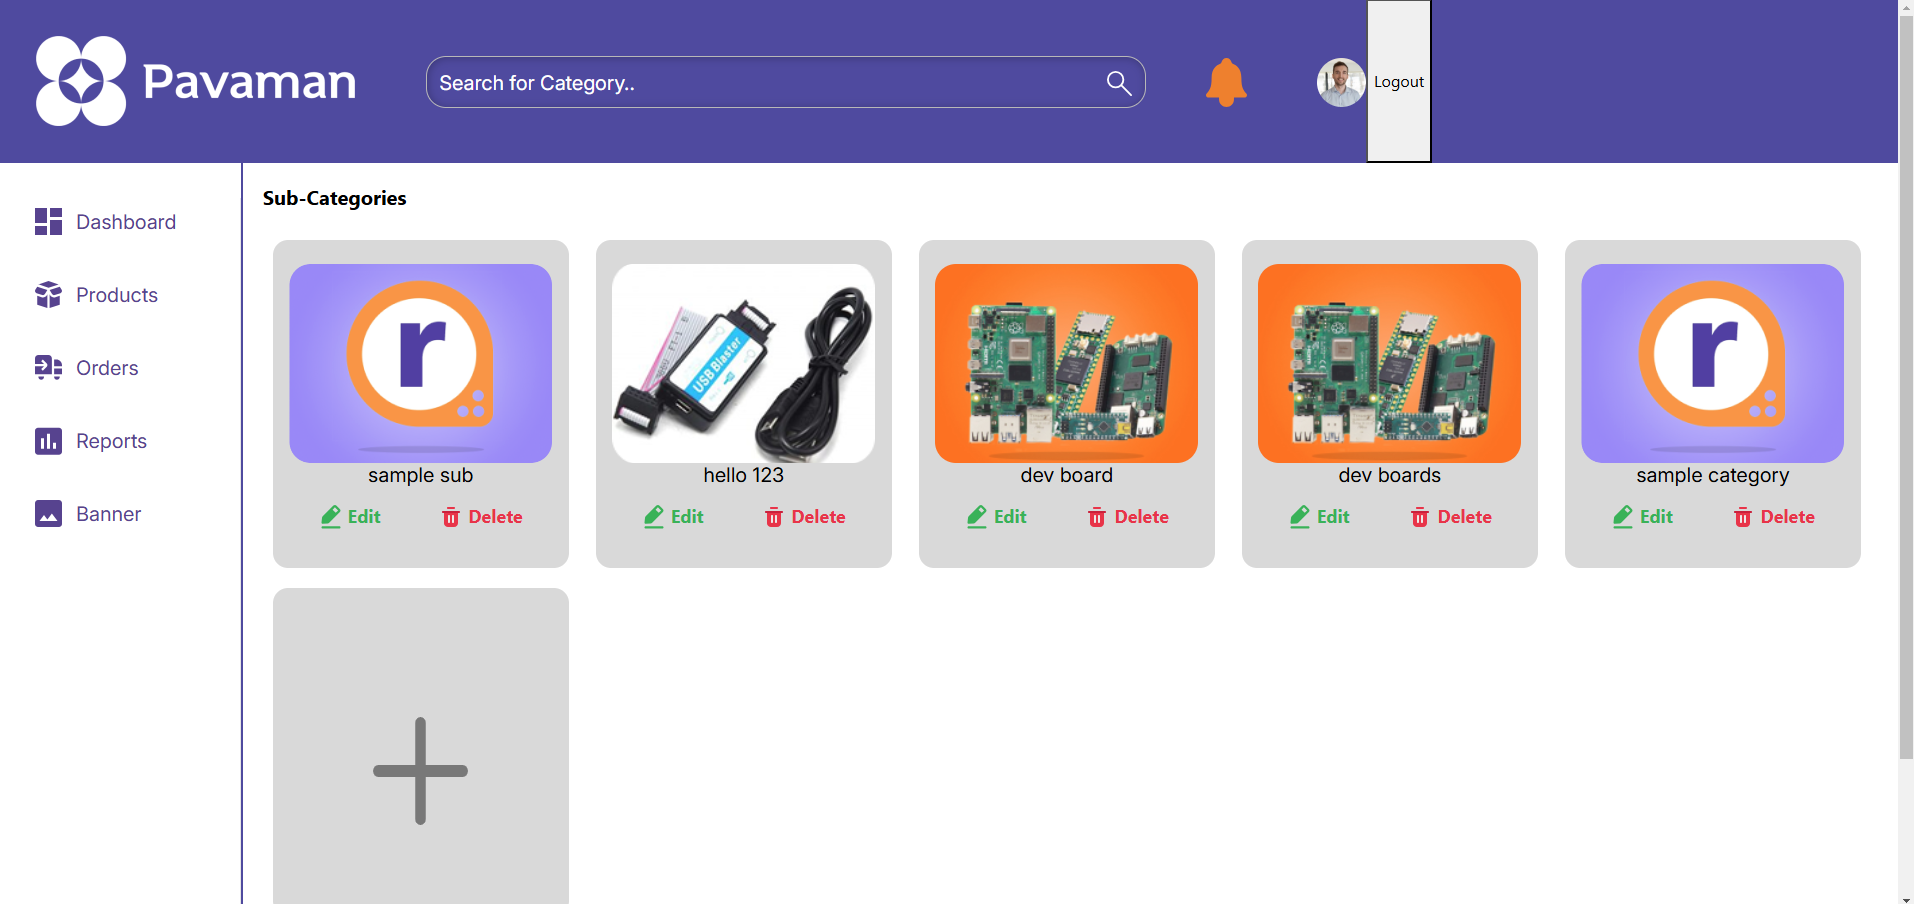 Pavaman
Search for Category..
Logout
Dashboard
Products
Orders
Reports
Banner
Sub-Categories
r
USB Blaster
r
sample sub
hello 123
dev board
dev boards
sample category
Edit Delete
Edit Delete
Edit Delete
Edit Delete
Edit Delete